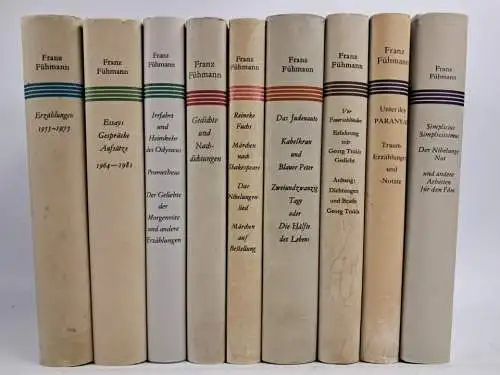 Franz
Fühmann
Erzählungen
1955–1975
Franz
Fühmann
Essays
Gespräche
Aufsätze
1964—1981
Franz
Fühmann
Irrfahrt und
Heimkehr
des Odysseus
Prometheus
Der Geliebte
der
Morgenröte
und andere
Erzählungen
Franz
Fühmann
Gedichte
und
Nach-
dichtungen
Franz
Fühmann
Reineke
Fuchs
Märchen
nach
Shakespeare
Das
Nibelungen-
lied
Märchen
auf
Bestellung
Franz
Fühmann
Das Judenauto
Kabelkran
und
Blauer Peter
Zweiundzwanzig
Tage
oder
Die Hälfte
des Lebens
Franz
Fühmann
Vor
Feuerschlünden
Erfahrung
mit
Georg Trakls
Gedicht
Anhang:
Dichtungen
und Briefe
Georg Trakls
Franz
Fühmann
Unter den
PARANYAS
Traum-
Erzählungen
und
-Notate
Franz
Fühmann
Simplicius
Simplicissimus
Der Nibelunge
Not
und andere
Arbeiten
für den Film